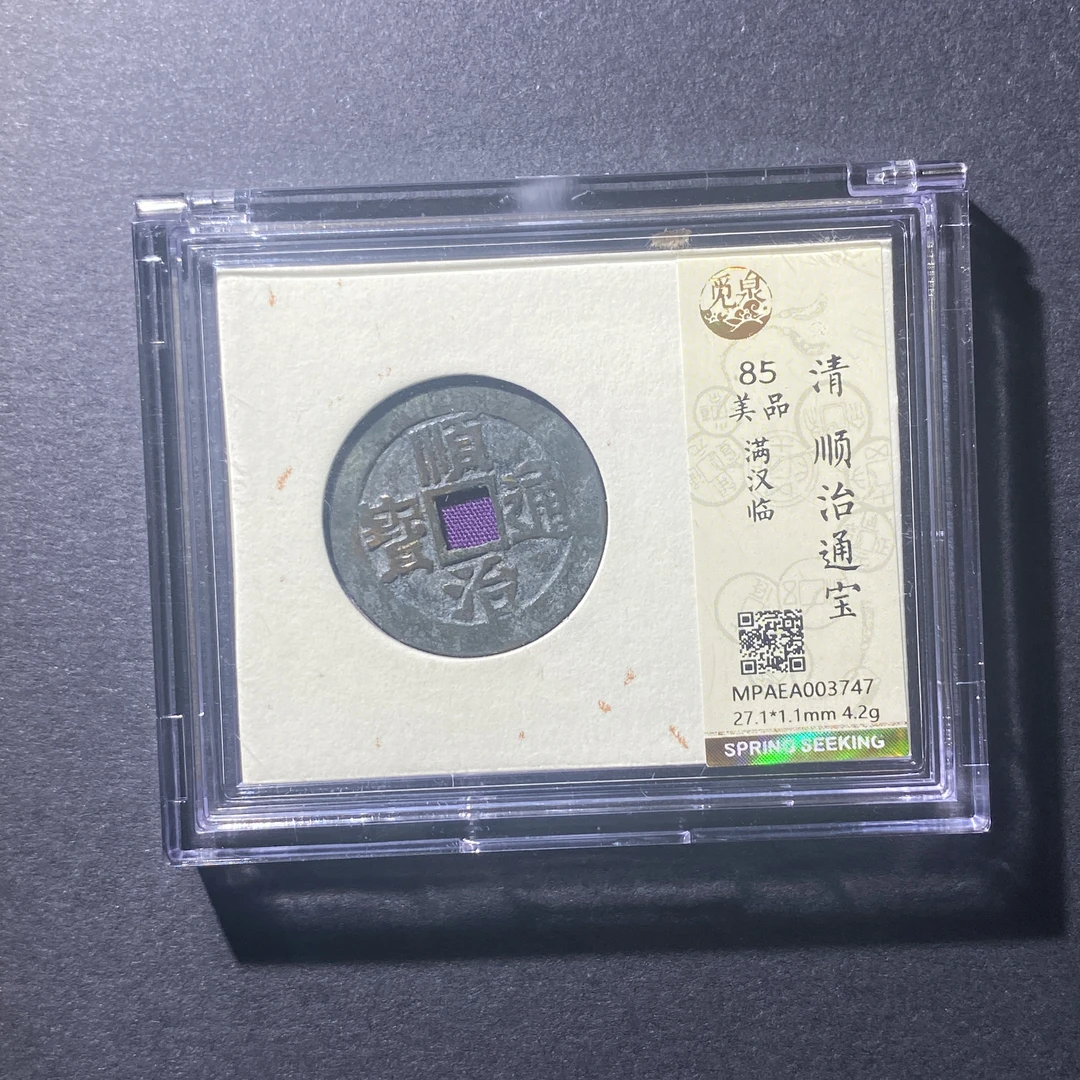 順
寶 通
治
觅泉
清 顺治通宝
85
美品
满汉临
MPAEA003747
27.1*1.1mm 4.2g
SPRING SEEKING